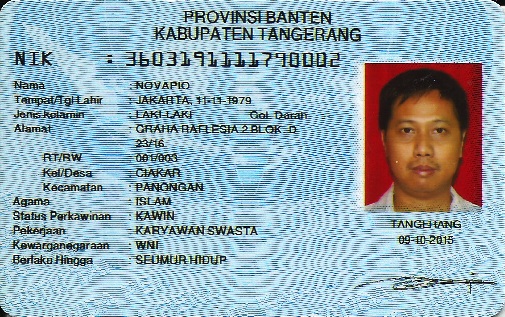 PROVINSI BANTEN
KABUPATEN TANGERANG
NIK : 3603191111790002
Nama : NOVAPIO
Tempat/Tgl Lahir : JAKARTA, 11-11-1979
Jenis kelamin : LAKI-LAKI Gol. Darah
Alamat : GRAHA RAFLESIA 2 BLOK D
23/16
RT/RW : 001/003
Kel/Desa : CIAKAR
Kecamatan : PANONGAN
Agama : ISLAM
Status Perkawinan : KAWIN
Pekerjaan : KARYAWAN SWASTA
Kewarganegaraan : WNI
Berlaku Hingga : SEUMUR HIDUP
TANGERANG
09-10-2015